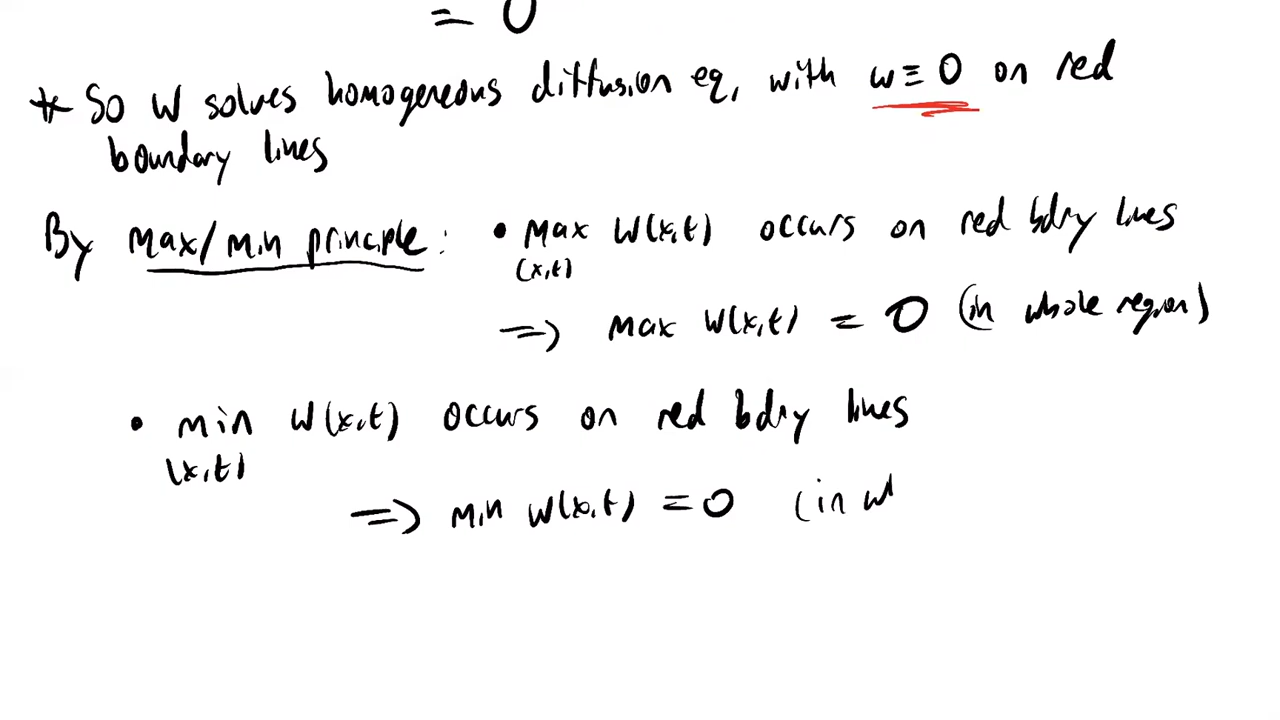 = 0
* So w solves homogeneous diffusion eq, with w ≡ 0 on red
boundary lines
By max/min principle: • max w(x,t) occurs on red bdry lines
(x,t)
=> max w(x,t) = 0 (in whole region)
• min w(x,t) occurs on red bdry lines
(x,t)
=> min w(x,t) = 0 (in wh